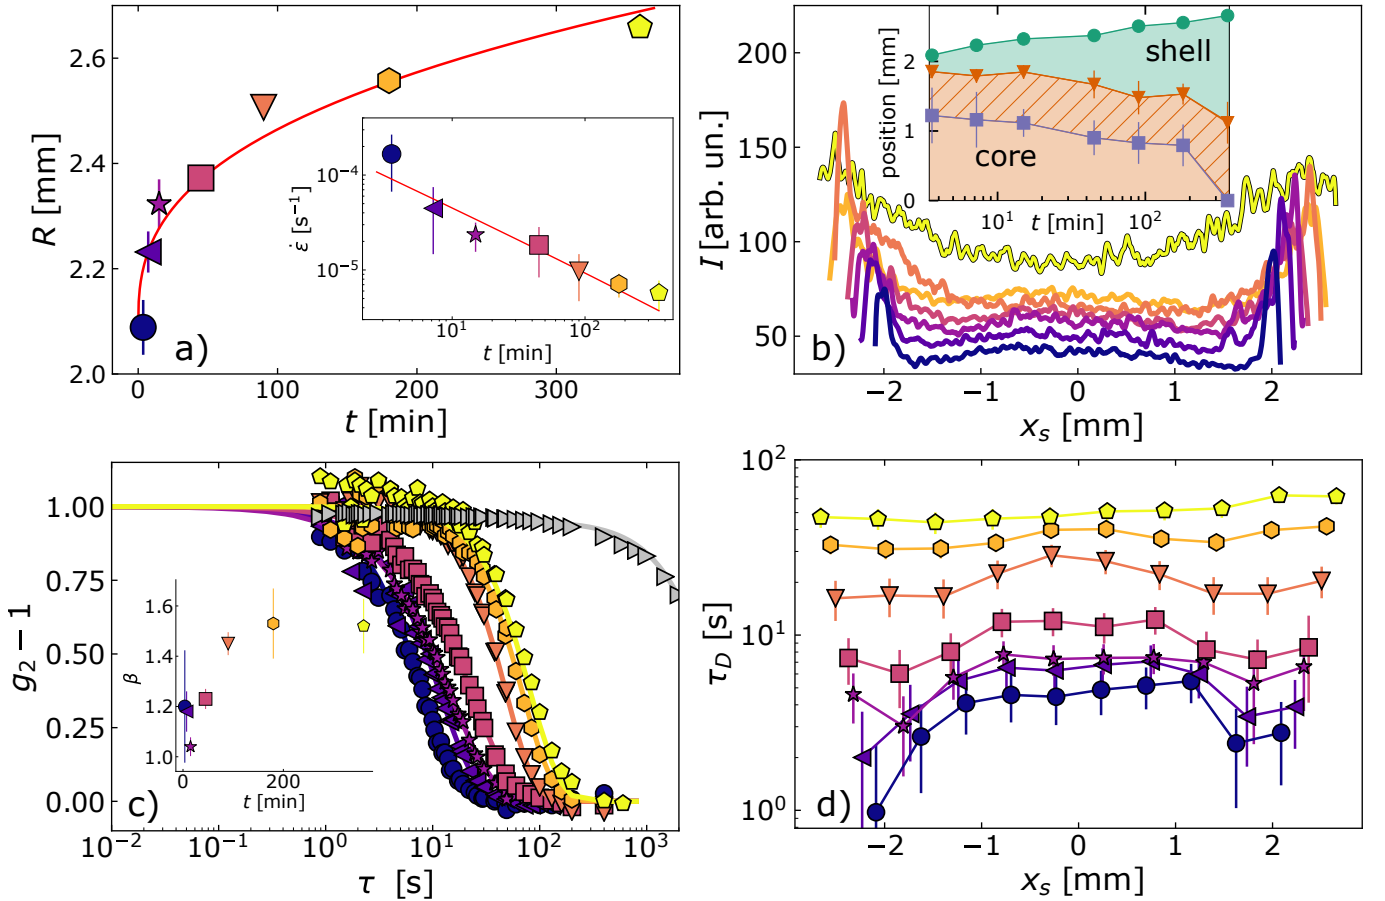 2.6
2.4
2.2
2.0
R [mm]
0
100
200
300
t [min]
a)
10⁻⁴
10⁻⁵
ε̇ [s⁻¹]
10¹
10²
t [min]
200
150
100
50
I [arb. un.]
−2
−1
0
1
2
xₛ [mm]
b)
2
1
0
position [mm]
10¹
10²
t [min]
shell
core
1.00
0.75
0.50
0.25
0.00
g₂ − 1
10⁻²
10⁻¹
10⁰
10¹
10²
10³
τ [s]
c)
1.6
1.4
1.2
1.0
β
0
200
t [min]
10²
10¹
10⁰
τ_D [s]
−2
−1
0
1
2
xₛ [mm]
d)